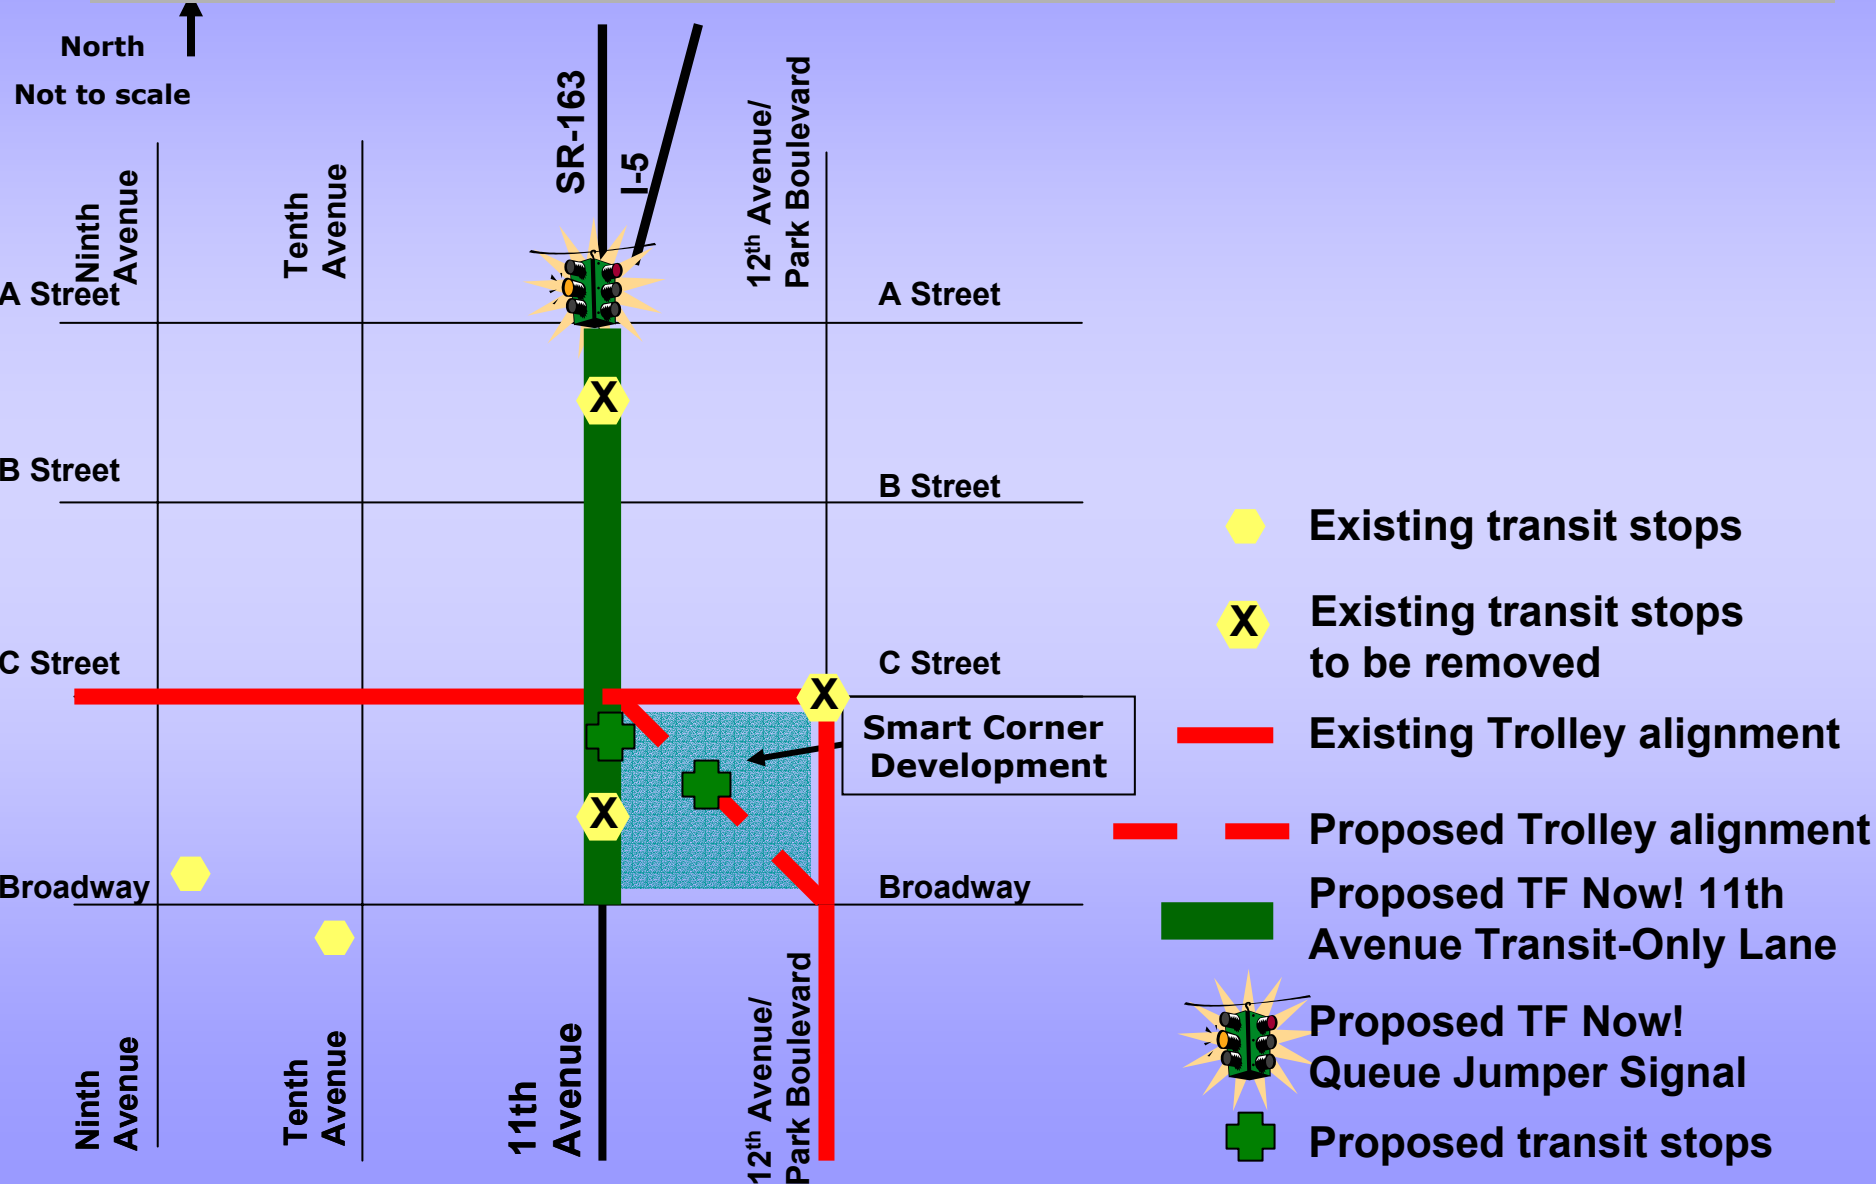 North
Not to scale
SR-163
I-5
12th Avenue/
Park Boulevard
Ninth
Avenue
Tenth
Avenue
A Street
A Street
B Street
B Street
C Street
C Street
X
X
X
Smart Corner
Development
Broadway
Broadway
Ninth
Avenue
Tenth
Avenue
11th
Avenue
12th Avenue/
Park Boulevard
Existing transit stops
X
Existing transit stops
to be removed
Existing Trolley alignment
Proposed Trolley alignment
Proposed TF Now! 11th
Avenue Transit-Only Lane
Proposed TF Now!
Queue Jumper Signal
Proposed transit stops